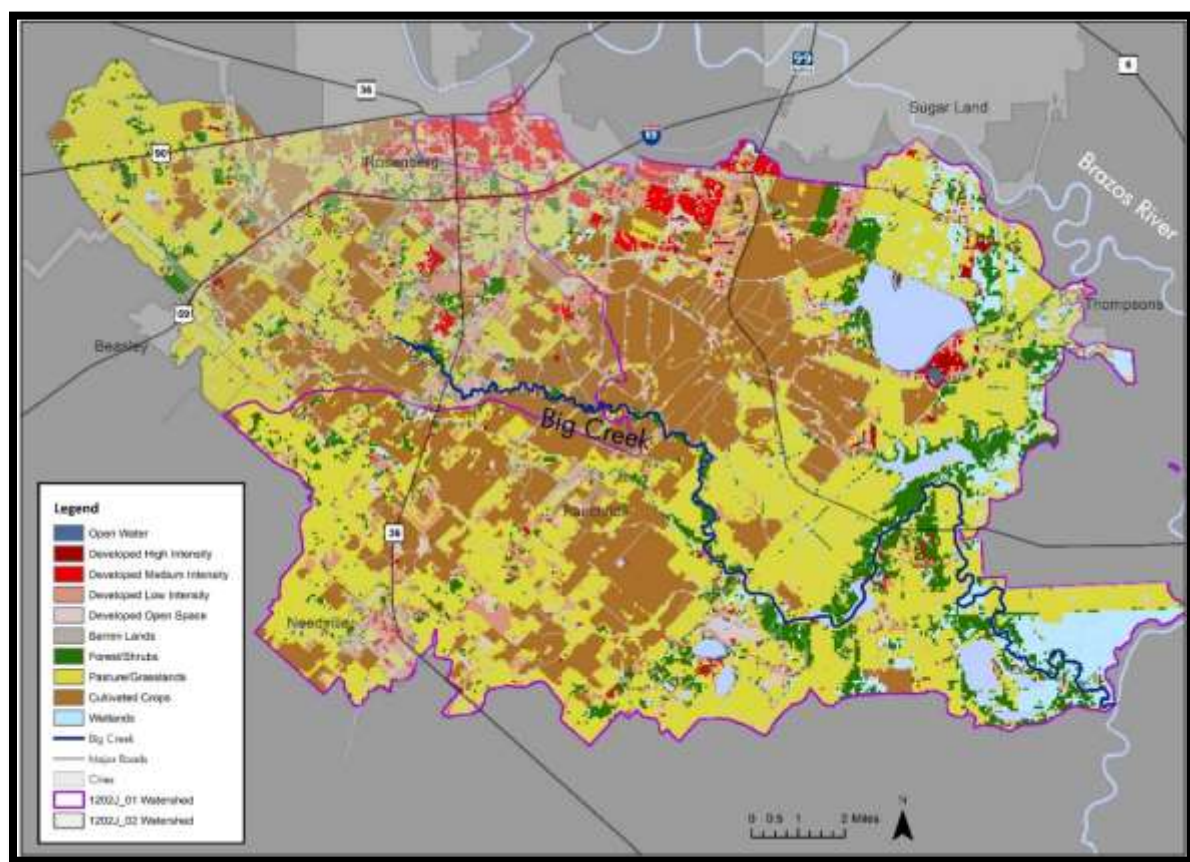 36
99
6
Sugar Land
69
90
Rosenberg
Brazos River
Thompsons
69
Beasley
Big Creek
36
Needville
Legend
Open Water
Developed High Intensity
Developed Medium Intensity
Developed Low Intensity
Developed Open Space
Barren Lands
Forest/Shrubs
Pasture/Grasslands
Cultivated Crops
Wetlands
Big Creek
Major Roads
Cities
1202J_01 Watershed
1202J_02 Watershed
0 0.5 1 2 Miles
N